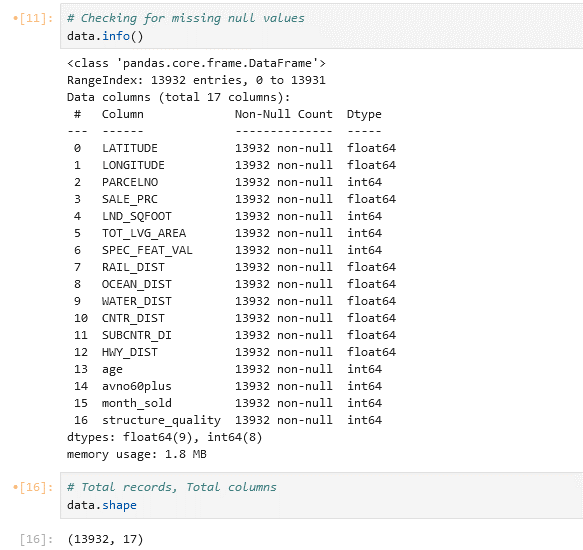 •[11]: # Checking for missing null values
data.info()
<class 'pandas.core.frame.DataFrame'>
RangeIndex: 13932 entries, 0 to 13931
Data columns (total 17 columns):
 #   Column             Non-Null Count  Dtype
---  ------             --------------  -----
 0   LATITUDE           13932 non-null  float64
 1   LONGITUDE          13932 non-null  float64
 2   PARCELNO           13932 non-null  int64
 3   SALE_PRC           13932 non-null  float64
 4   LND_SQFOOT         13932 non-null  int64
 5   TOT_LVG_AREA       13932 non-null  int64
 6   SPEC_FEAT_VAL      13932 non-null  int64
 7   RAIL_DIST          13932 non-null  float64
 8   OCEAN_DIST         13932 non-null  float64
 9   WATER_DIST         13932 non-null  float64
 10  CNTR_DIST          13932 non-null  float64
 11  SUBCNTR_DI         13932 non-null  float64
 12  HWY_DIST           13932 non-null  float64
 13  age                13932 non-null  int64
 14  avno60plus         13932 non-null  int64
 15  month_sold         13932 non-null  int64
 16  structure_quality  13932 non-null  int64
dtypes: float64(9), int64(8)
memory usage: 1.8 MB
•[16]: # Total records, Total columns
data.shape
[16]: (13932, 17)